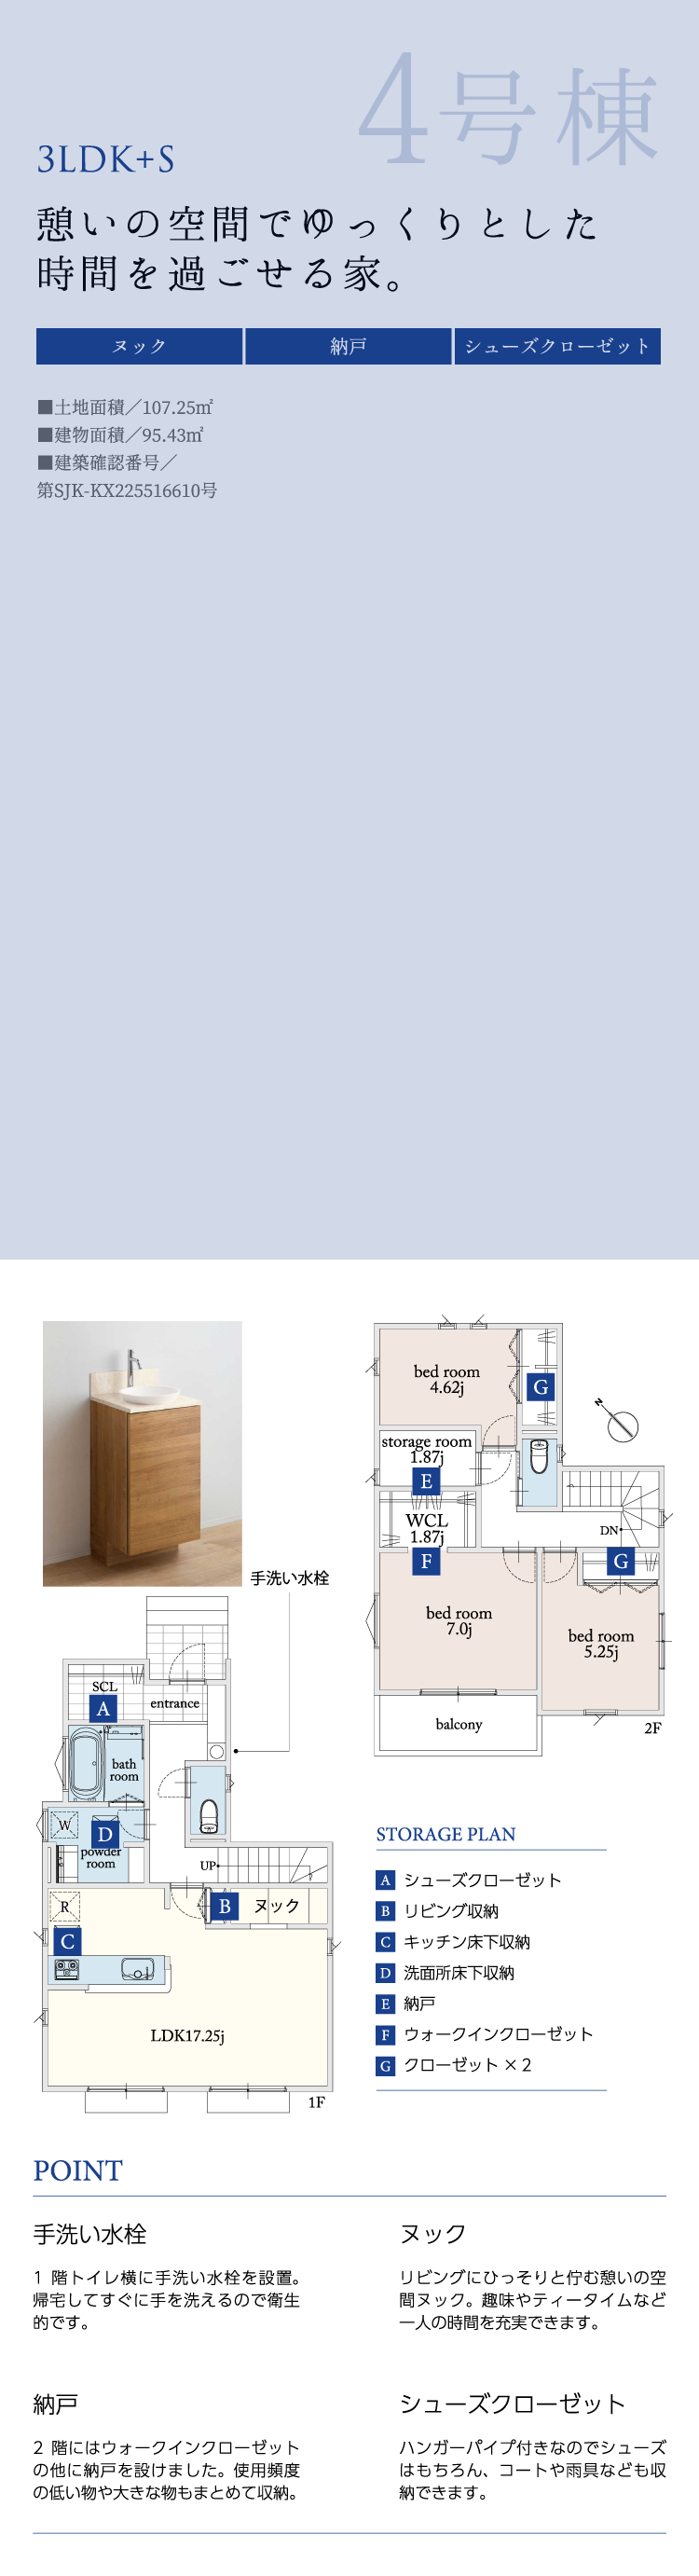 4号棟
3LDK+S
憩いの空間でゆっくりとした
時間を過ごせる家。
ヌック
納戸
シューズクローゼット
■土地面積／107.25㎡
■建物面積／95.43㎡
■建築確認番号／
第SJK-KX225516610号
bed room
4.62j
G
N
storage room
1.87j
E
WCL
1.87j
F
DN
G
bed room
7.0j
bed room
5.25j
balcony
2F
手洗い水栓
SCL
A
entrance
bath
room
W
D
powder
room
UP
R
B
ヌック
C
LDK17.25j
1F
STORAGE PLAN
A シューズクローゼット
B リビング収納
C キッチン床下収納
D 洗面所床下収納
E 納戸
F ウォークインクローゼット
G クローゼット × 2
POINT
手洗い水栓
1 階トイレ横に手洗い水栓を設置。
帰宅してすぐに手を洗えるので衛生
的です。
ヌック
リビングにひっそりと佇む憩いの空
間ヌック。趣味やティータイムなど
一人の時間を充実できます。
納戸
2 階にはウォークインクローゼット
の他に納戸を設けました。使用頻度
の低い物や大きな物もまとめて収納。
シューズクローゼット
ハンガーパイプ付きなのでシューズ
はもちろん、コートや雨具なども収
納できます。